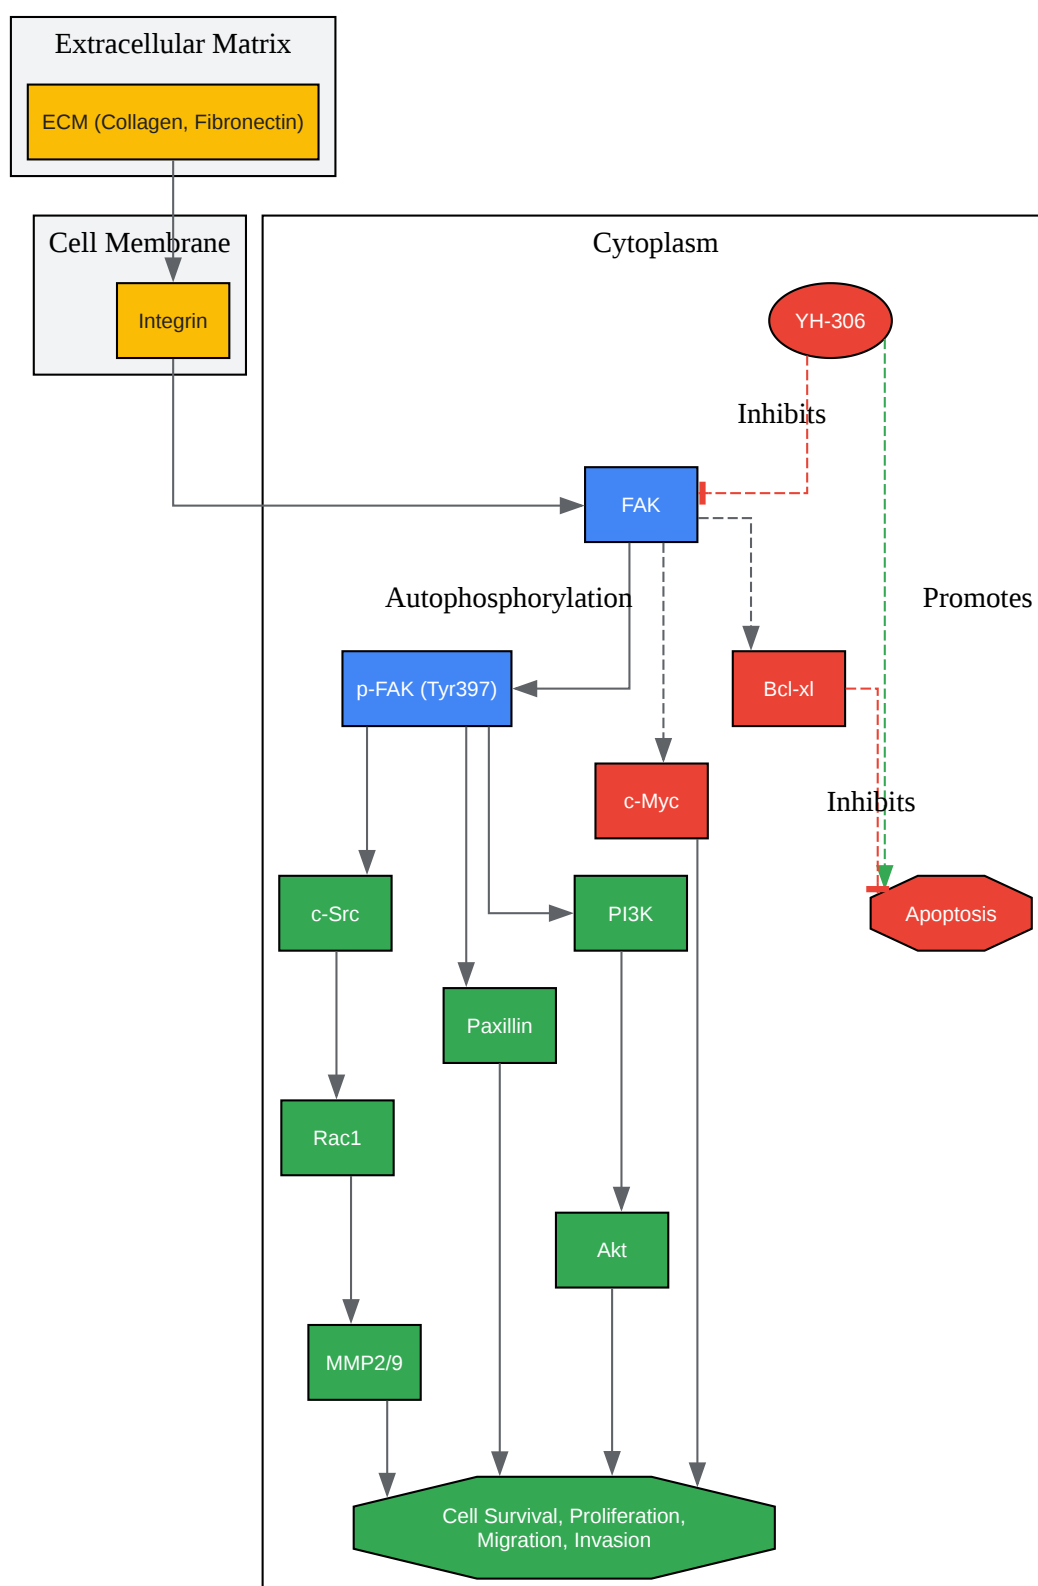 Extracellular Matrix
ECM (Collagen, Fibronectin)
Cell Membrane
Cytoplasm
Integrin
YH-306
Inhibits
FAK
Autophosphorylation
Promotes
p-FAK (Tyr397)
Bcl-xl
c-Myc
Inhibits
c-Src
PI3K
Apoptosis
Paxillin
Rac1
Akt
MMP2/9
Cell Survival, Proliferation,
Migration, Invasion